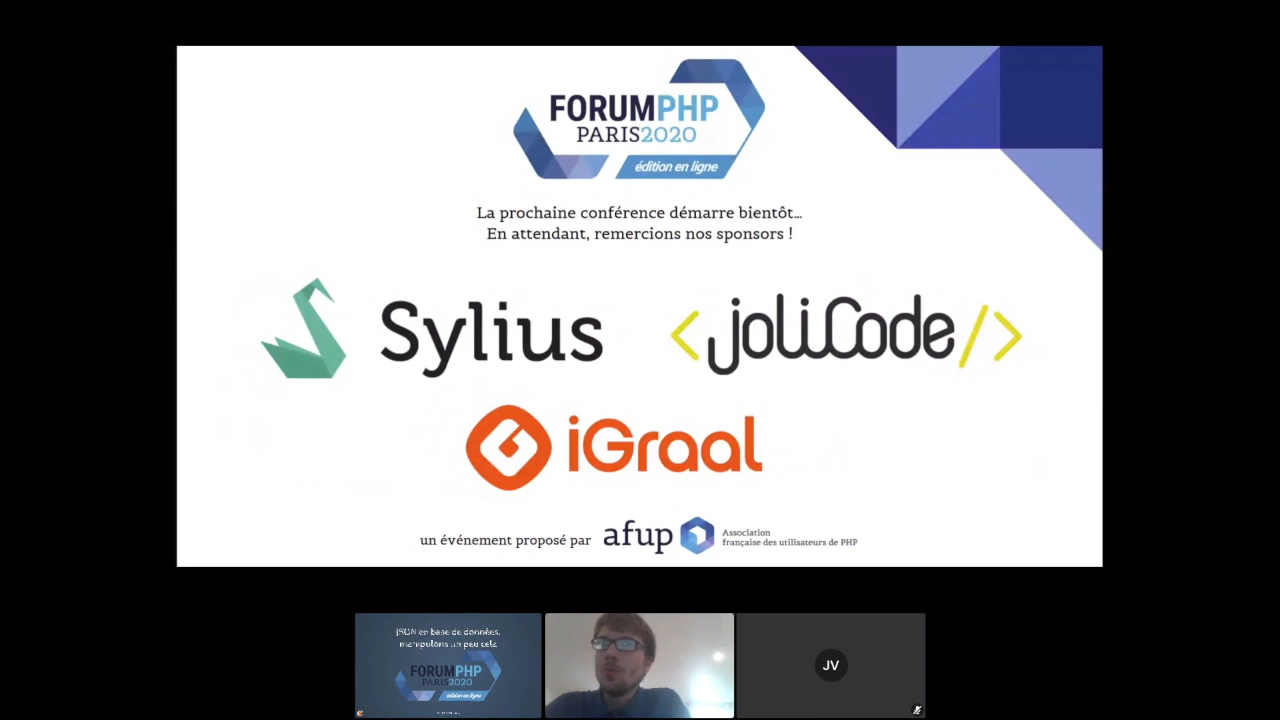 FORUMPHP
PARIS2020
édition en ligne
La prochaine conférence démarre bientôt...
En attendant, remercions nos sponsors !
Sylius
<joliCode/>
iGraal
un événement proposé par
afup
Association
française des utilisateurs de PHP
JSON en base de données,
manipulons un peu cela
FORUMPHP
PARIS2020
édition en ligne
JV